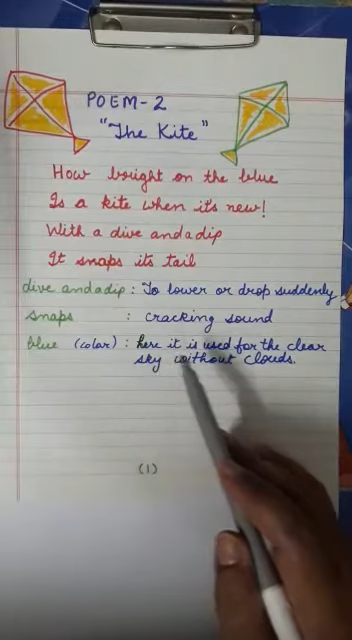 POEM-2
"The Kite"
How bright on the blue
Is a kite when its new!
With a dive and a dip
It snaps its tail
dive and a dip : To lower or drop suddenly
snaps : cracking sound
blue (color) : here it is used for the clear
sky without clouds.
(1)